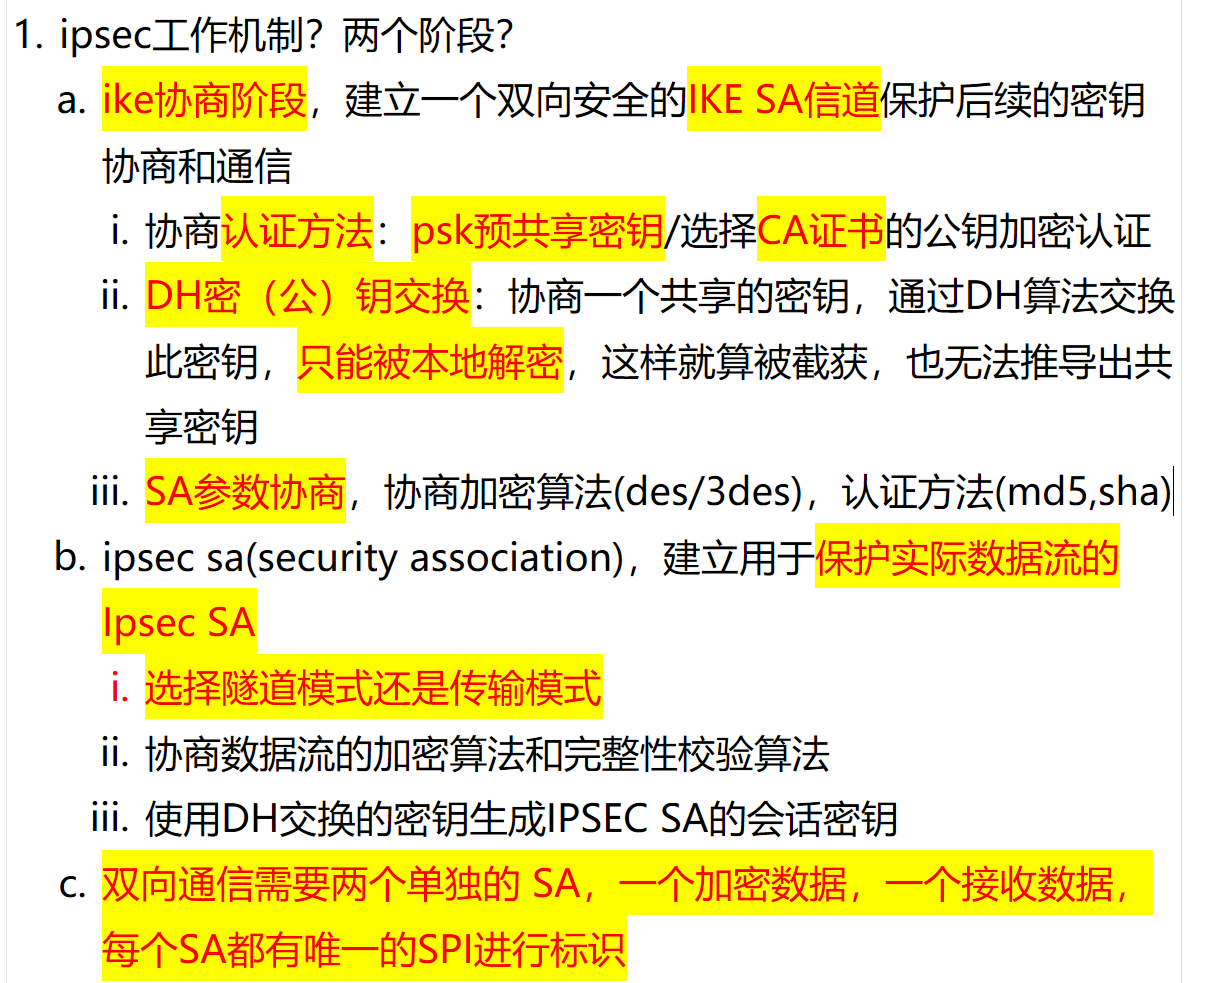 1. ipsec工作机制？两个阶段？
a. ike协商阶段，建立一个双向安全的IKE SA信道保护后续的密钥
协商和通信
i. 协商认证方法：psk预共享密钥/选择CA证书的公钥加密认证
ii. DH密（公）钥交换：协商一个共享的密钥，通过DH算法交换
此密钥，只能被本地解密，这样就算被截获，也无法推导出共
享密钥
iii. SA参数协商，协商加密算法(des/3des)，认证方法(md5,sha)
b. ipsec sa(security association)，建立用于保护实际数据流的
Ipsec SA
i. 选择隧道模式还是传输模式
ii. 协商数据流的加密算法和完整性校验算法
iii. 使用DH交换的密钥生成IPSEC SA的会话密钥
c. 双向通信需要两个单独的 SA，一个加密数据，一个接收数据，
每个SA都有唯一的SPI进行标识